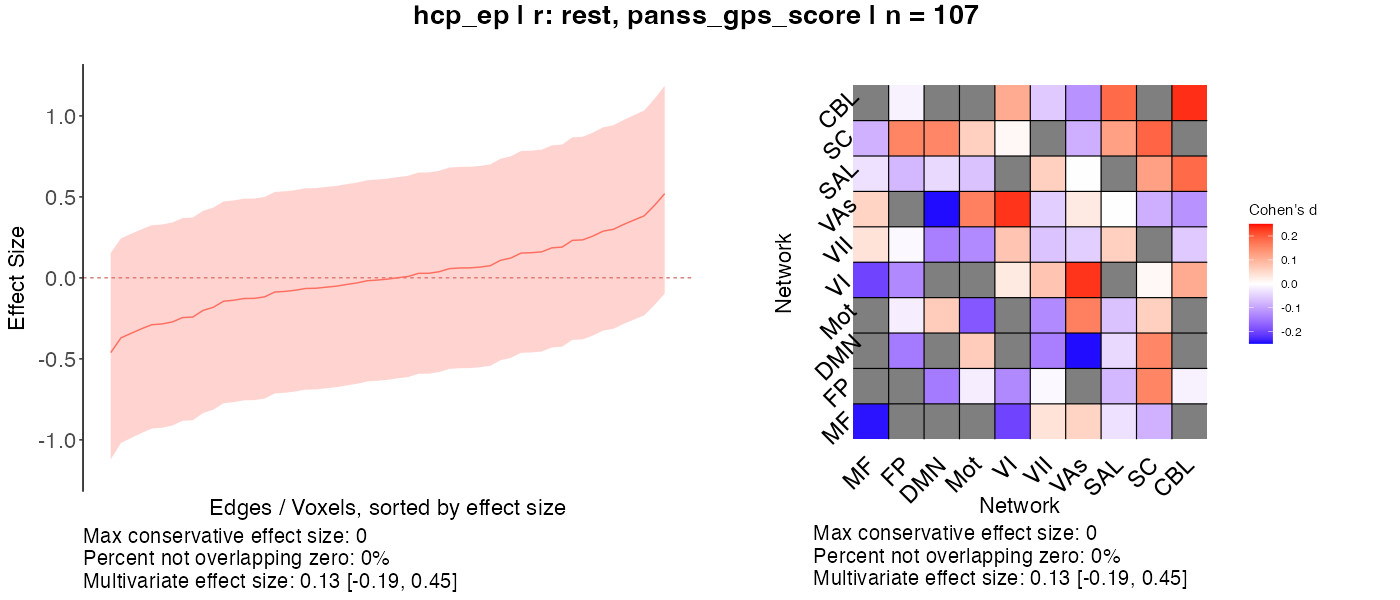 hcp_ep | r: rest, panss_gps_score | n = 107
Effect Size
1.0
0.5
0.0
-0.5
-1.0
Edges / Voxels, sorted by effect size
Max conservative effect size: 0
Percent not overlapping zero: 0%
Multivariate effect size: 0.13 [-0.19, 0.45]
Network
CBL
SC
SAL
VAs
VII
VI
Mot
DMN
FP
MF
MF
FP
DMN
Mot
VI
VII
VAs
SAL
SC
CBL
Network
Max conservative effect size: 0
Percent not overlapping zero: 0%
Multivariate effect size: 0.13 [-0.19, 0.45]
Cohen's d
0.2
0.1
0.0
-0.1
-0.2